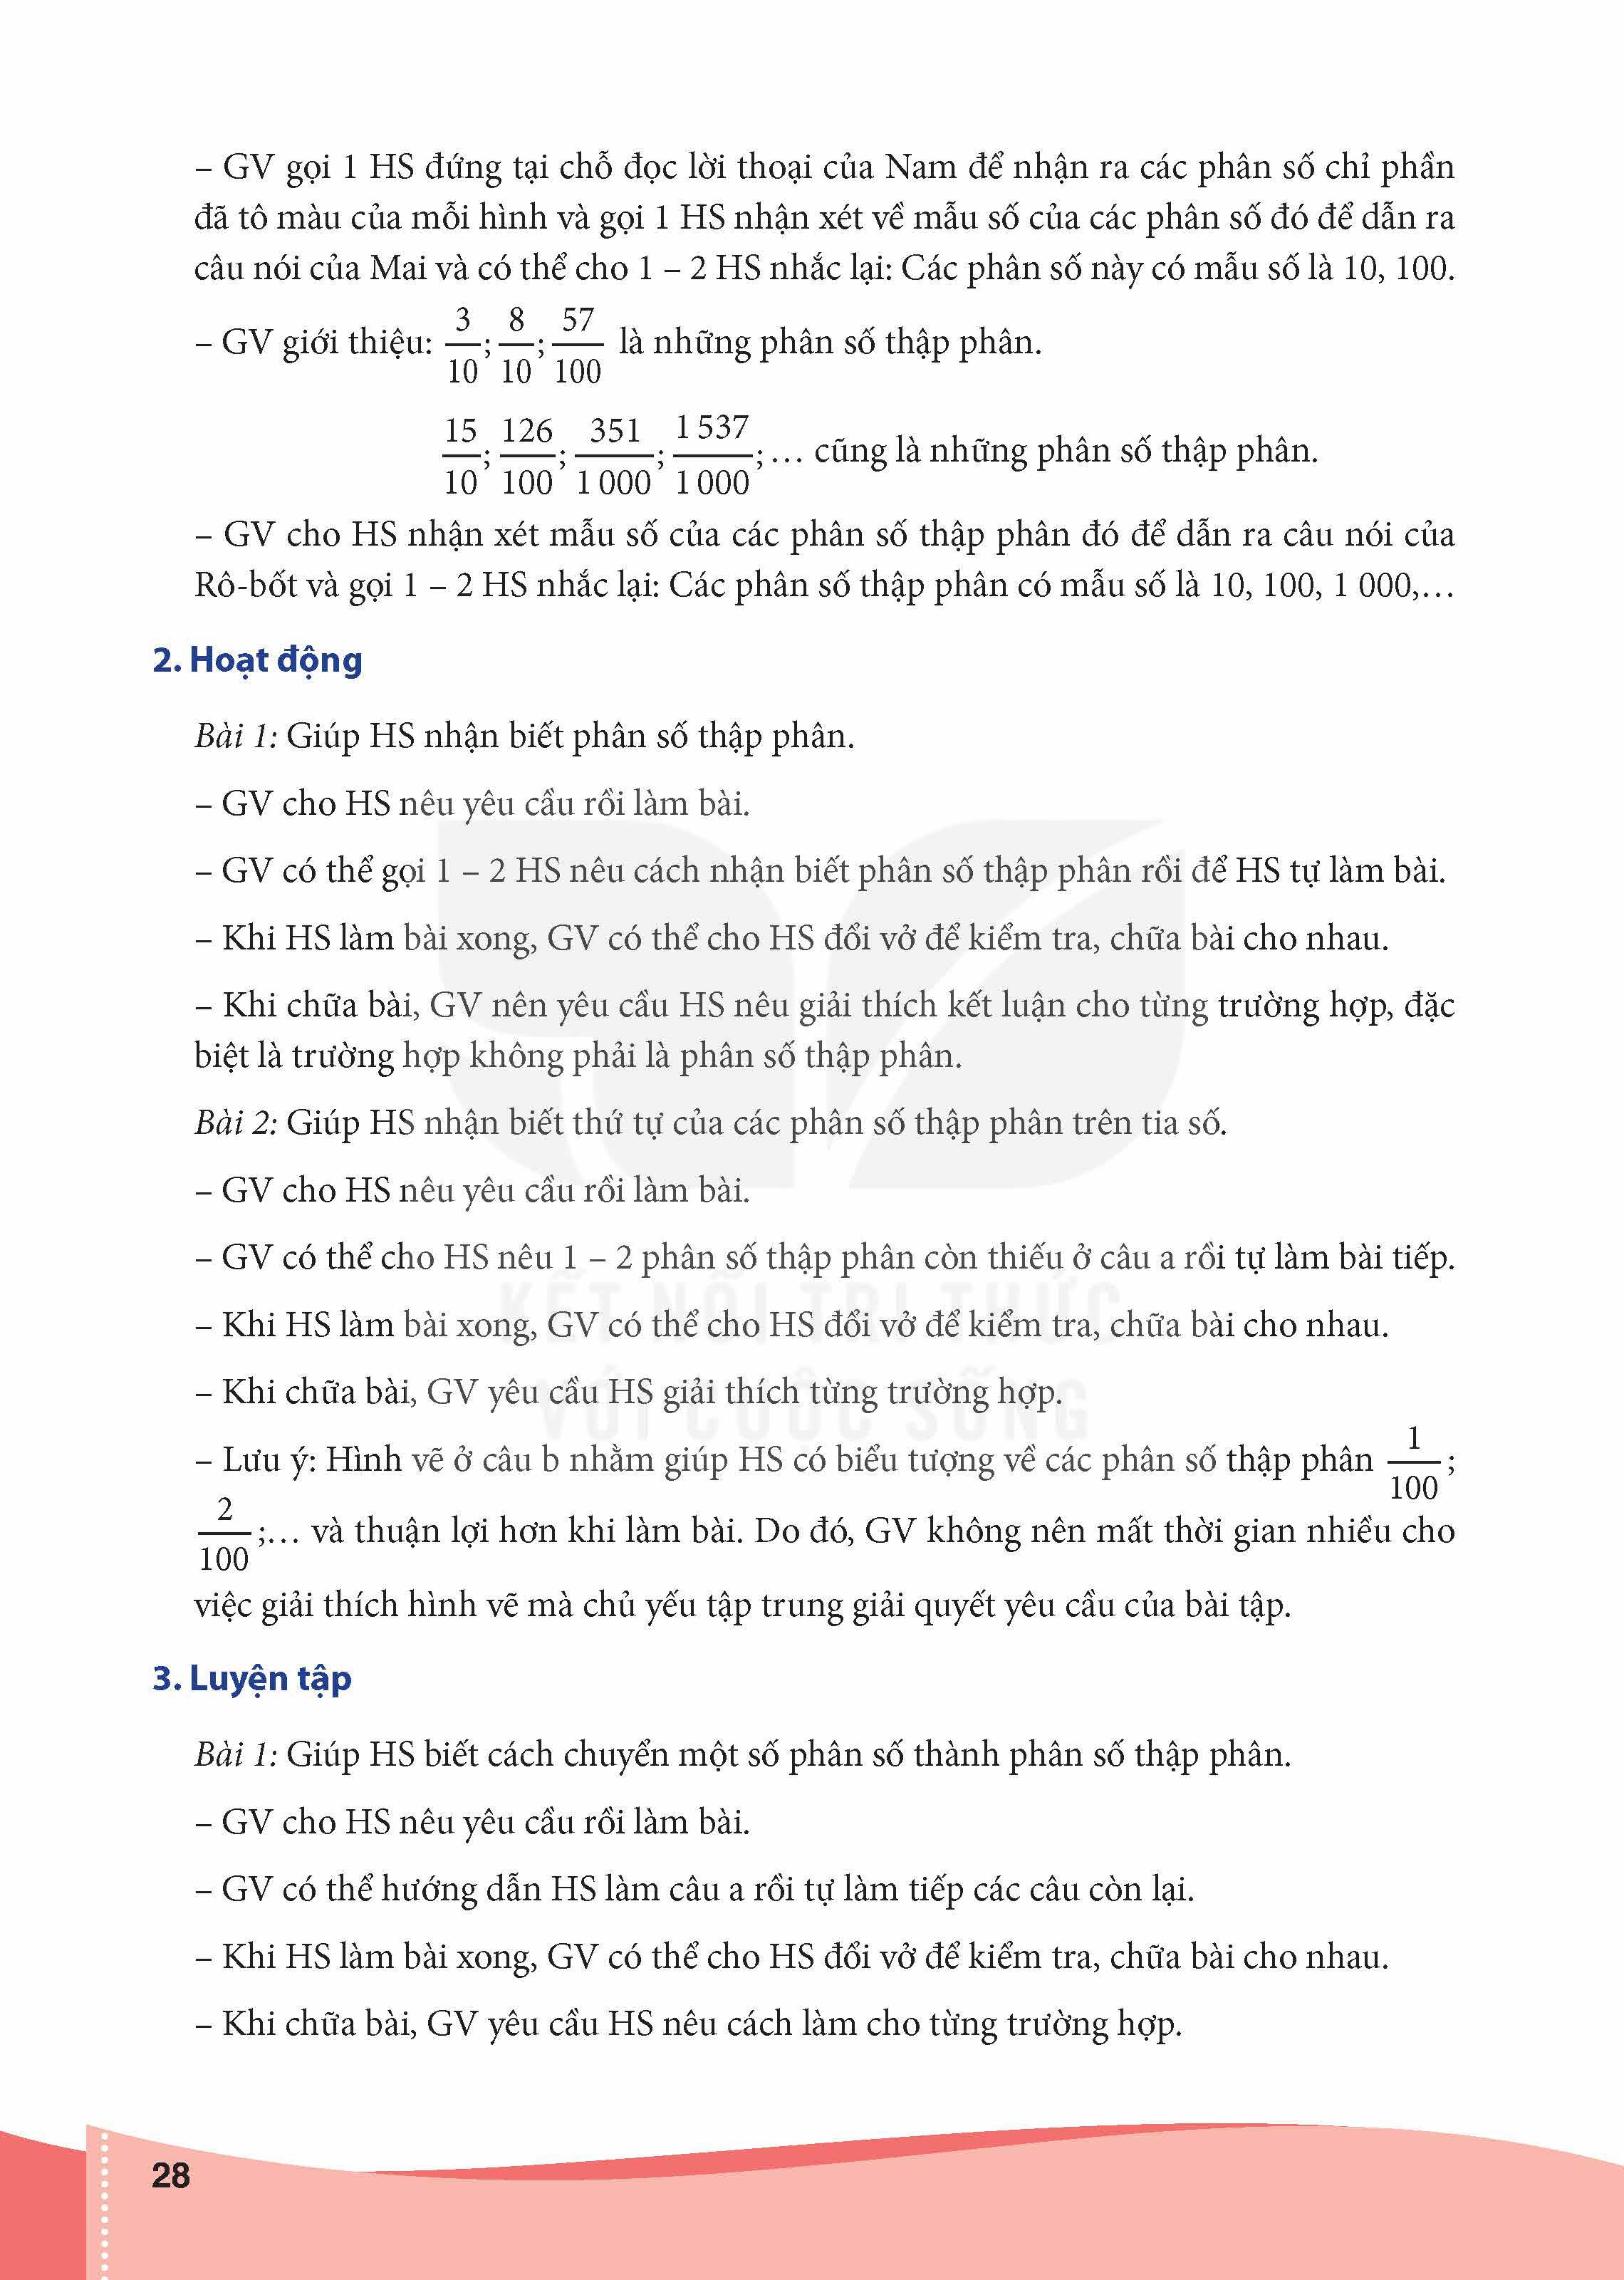 – GV gọi 1 HS đứng tại chỗ đọc lời thoại của Nam để nhận ra các phân số chỉ phần
đã tô màu của mỗi hình và gọi 1 HS nhận xét về mẫu số của các phân số đó để dẫn ra
câu nói của Mai và có thể cho 1 – 2 HS nhắc lại: Các phân số này có mẫu số là 10, 100.
– GV giới thiệu: 3/10; 8/10; 57/100 là những phân số thập phân.
15/10; 126/100; 351/1 000; 1 537/1 000;… cũng là những phân số thập phân.
– GV cho HS nhận xét mẫu số của các phân số thập phân đó để dẫn ra câu nói của
Rô-bốt và gọi 1 – 2 HS nhắc lại: Các phân số thập phân có mẫu số là 10, 100, 1 000,…
2. Hoạt động
Bài 1: Giúp HS nhận biết phân số thập phân.
– GV cho HS nêu yêu cầu rồi làm bài.
– GV có thể gọi 1 – 2 HS nêu cách nhận biết phân số thập phân rồi để HS tự làm bài.
– Khi HS làm bài xong, GV có thể cho HS đổi vở để kiểm tra, chữa bài cho nhau.
– Khi chữa bài, GV nên yêu cầu HS nêu giải thích kết luận cho từng trường hợp, đặc
biệt là trường hợp không phải là phân số thập phân.
Bài 2: Giúp HS nhận biết thứ tự của các phân số thập phân trên tia số.
– GV cho HS nêu yêu cầu rồi làm bài.
– GV có thể cho HS nêu 1 – 2 phân số thập phân còn thiếu ở câu a rồi tự làm bài tiếp.
KẾT NỐI TRI THỨC
– Khi HS làm bài xong, GV có thể cho HS đổi vở để kiểm tra, chữa bài cho nhau.
– Khi chữa bài, GV yêu cầu HS giải thích từng trường hợp.
VỚI CUỘC SỐNG
– Lưu ý: Hình vẽ ở câu b nhằm giúp HS có biểu tượng về các phân số thập phân 1/100;
2/100;… và thuận lợi hơn khi làm bài. Do đó, GV không nên mất thời gian nhiều cho
việc giải thích hình vẽ mà chủ yếu tập trung giải quyết yêu cầu của bài tập.
3. Luyện tập
Bài 1: Giúp HS biết cách chuyển một số phân số thành phân số thập phân.
– GV cho HS nêu yêu cầu rồi làm bài.
– GV có thể hướng dẫn HS làm câu a rồi tự làm tiếp các câu còn lại.
– Khi HS làm bài xong, GV có thể cho HS đổi vở để kiểm tra, chữa bài cho nhau.
– Khi chữa bài, GV yêu cầu HS nêu cách làm cho từng trường hợp.
28